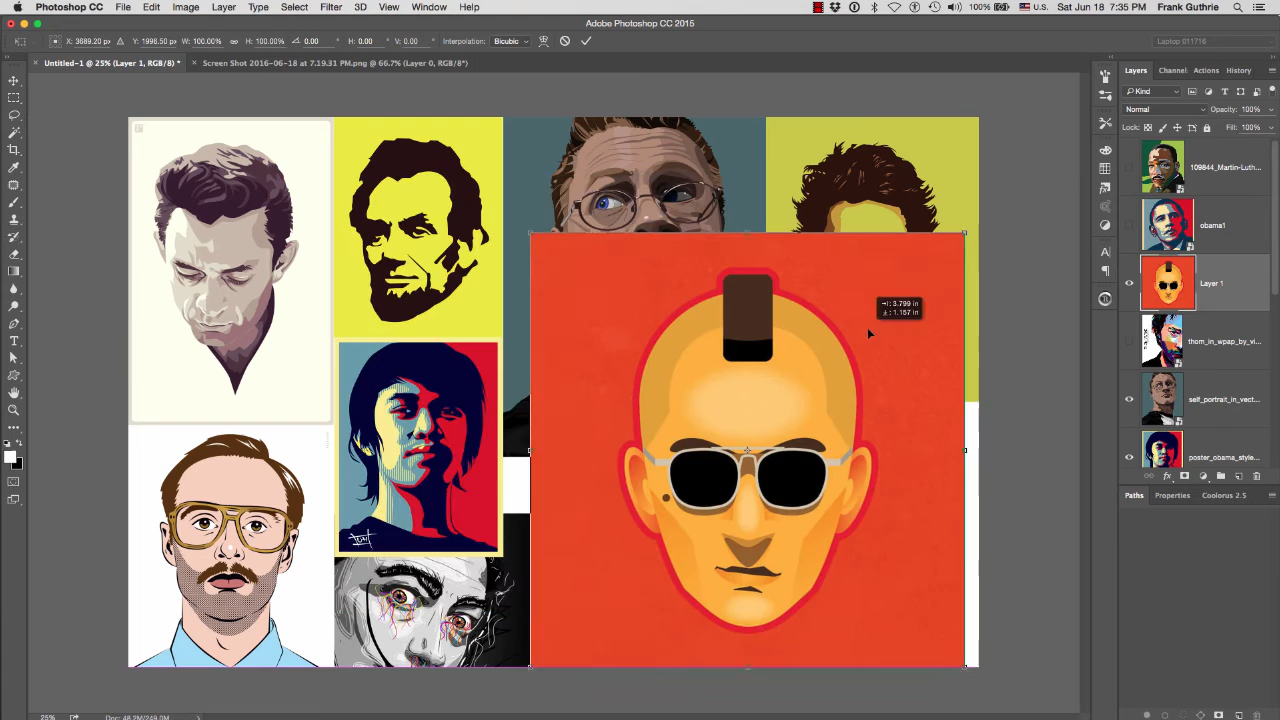 Photoshop CC File Edit Image Layer Type Select Filter 3D View Window Help 100% U.S. Sat Jun 18 7:35 PM Frank Guthrie
Adobe Photoshop CC 2015
X: 3689.20 px Y: 1996.50 px W: 100.00% H: 100.00% 0.00 H: 0.00 V: 0.00 Interpolation: Bicubic Laptop 011716
Untitled-1 @ 25% (Layer 1, RGB/8) * Screen Shot 2016-06-18 at 7.19.31 PM.png @ 66.7% (Layer 0, RGB/8*)
Layers Channel Actions History
Kind
Normal Opacity: 100%
Lock: Fill: 100%
109844_Martin-Luth...
obama1
Layer 1
thom_in_wpap_by_vi...
self_portrait_in_vect...
poster_obama_style...
Paths Properties Coolorus 2.5
→: 3.799 in
↓: 1.157 in
25% Doc: 48.2M/249.0M